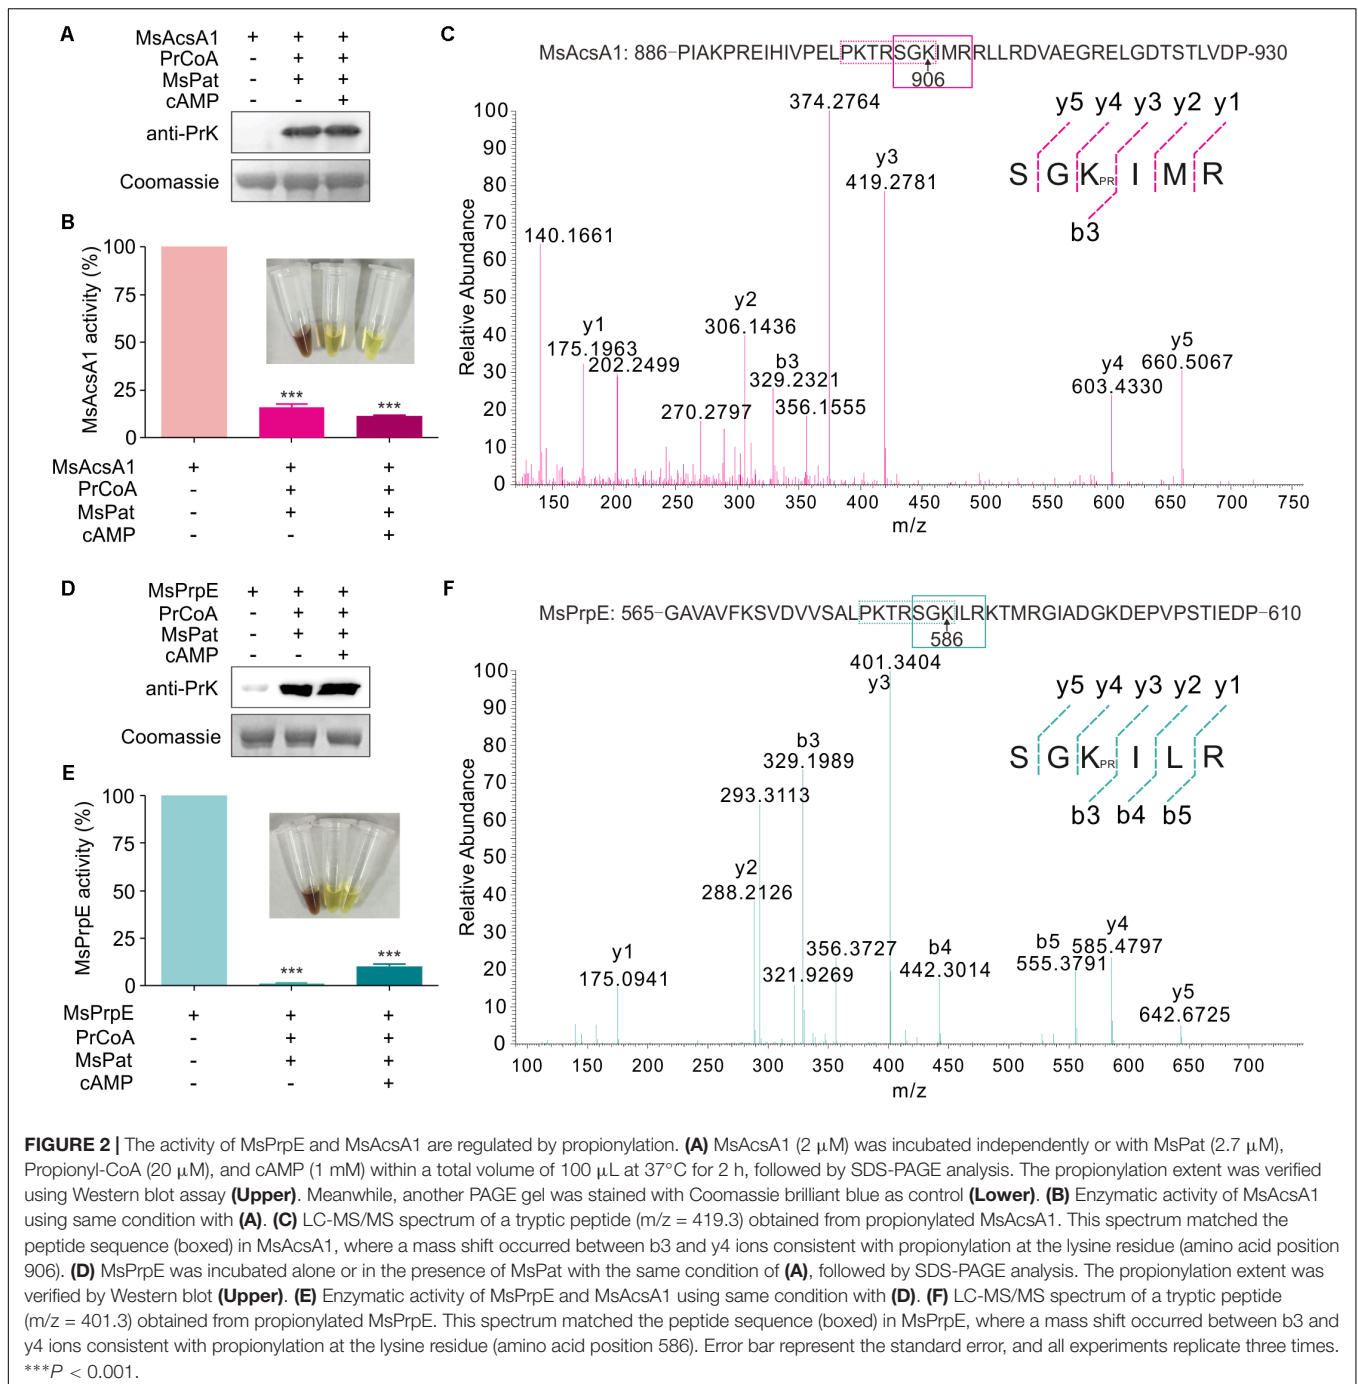 A
MsAcsA1 + + +
PrCoA - + +
MsPat - + +
cAMP - - +
anti-PrK
Coomassie
B
MsAcsA1 activity (%)
100
75
50
25
0
***
***
MsAcsA1 + + +
PrCoA - + +
MsPat - + +
cAMP - - +
C
MsAcsA1: 886-PIAKPREIHIVPELPKTRSGKIMRRLLRDVAEGRELGDTSTLVDP-930
906
Relative Abundance
100
90
80
70
60
50
40
30
20
10
0
374.2764
y3
419.2781
140.1661
y1
175.1963
202.2499
y2
306.1436
b3
329.2321
270.2797
356.1555
y4
603.4330
y5
660.5067
y5 y4 y3 y2 y1
S G KPR I M R
b3
150 200 250 300 350 400 450 500 550 600 650 700 750
m/z
D
MsPrpE + + +
PrCoA - + +
MsPat - + +
cAMP - - +
anti-PrK
Coomassie
E
MsPrpE activity (%)
100
75
50
25
0
***
***
MsPrpE + + +
PrCoA - + +
MsPat - + +
cAMP - - +
F
MsPrpE: 565-GAVAVFKSVDVVSALPKTRSGKILRKTMRGIADGKDEPVPSTIEDP-610
586
Relative Abundance
100
90
80
70
60
50
40
30
20
10
0
401.3404
y3
b3
329.1989
293.3113
y2
288.2126
y1
175.0941
356.3727
321.9269
b4
442.3014
b5
555.3791
y4
585.4797
y5
642.6725
y5 y4 y3 y2 y1
S G KPR I L R
b3 b4 b5
100 150 200 250 300 350 400 450 500 550 600 650 700
m/z
FIGURE 2 | The activity of MsPrpE and MsAcsA1 are regulated by propionylation. (A) MsAcsA1 (2 μM) was incubated independently or with MsPat (2.7 μM),
Propionyl-CoA (20 μM), and cAMP (1 mM) within a total volume of 100 μL at 37°C for 2 h, followed by SDS-PAGE analysis. The propionylation extent was verified
using Western blot assay (Upper). Meanwhile, another PAGE gel was stained with Coomassie brilliant blue as control (Lower). (B) Enzymatic activity of MsAcsA1
using same condition with (A). (C) LC-MS/MS spectrum of a tryptic peptide (m/z = 419.3) obtained from propionylated MsAcsA1. This spectrum matched the
peptide sequence (boxed) in MsAcsA1, where a mass shift occurred between b3 and y4 ions consistent with propionylation at the lysine residue (amino acid position
906). (D) MsPrpE was incubated alone or in the presence of MsPat with the same condition of (A), followed by SDS-PAGE analysis. The propionylation extent was
verified by Western blot (Upper). (E) Enzymatic activity of MsPrpE and MsAcsA1 using same condition with (D). (F) LC-MS/MS spectrum of a tryptic peptide
(m/z = 401.3) obtained from propionylated MsPrpE. This spectrum matched the peptide sequence (boxed) in MsPrpE, where a mass shift occurred between b3 and
y4 ions consistent with propionylation at the lysine residue (amino acid position 586). Error bar represent the standard error, and all experiments replicate three times.
***P < 0.001.